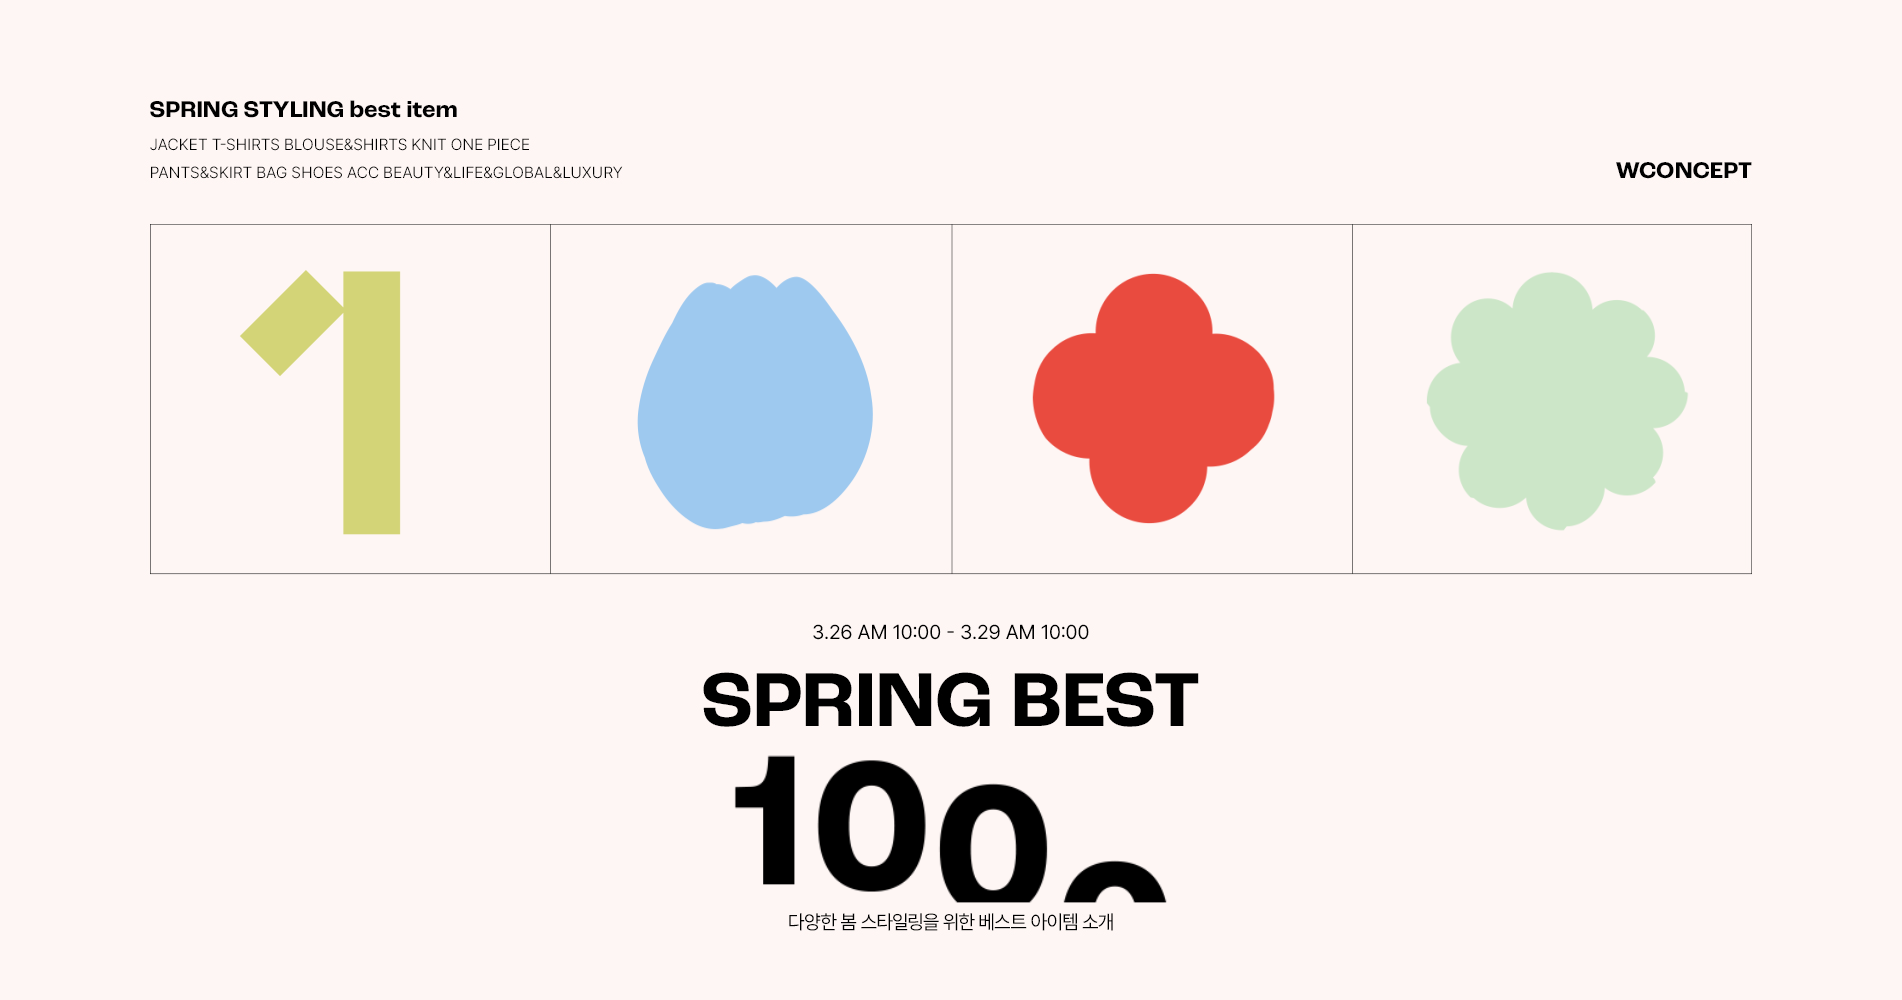 SPRING STYLING best item
JACKET T-SHIRTS BLOUSE&SHIRTS KNIT ONE PIECE
PANTS&SKIRT BAG SHOES ACC BEAUTY&LIFE&GLOBAL&LUXURY
WCONCEPT
1
3.26 AM 10:00 - 3.29 AM 10:00
SPRING BEST
1000
다양한 봄 스타일링을 위한 베스트 아이템 소개